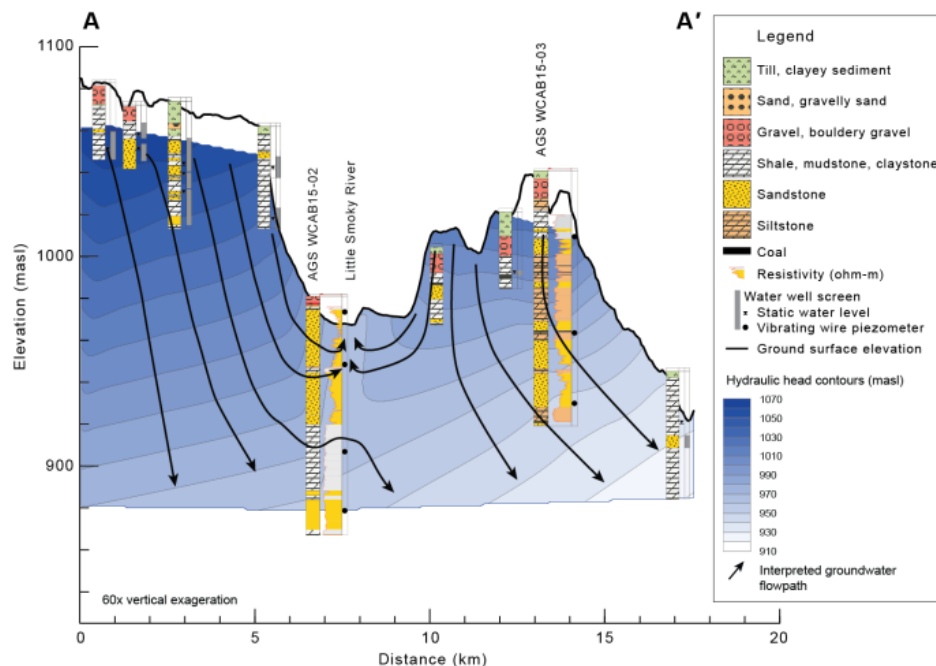 A
A′
1100
1000
900
Elevation (masl)
AGS WCAB15-02
Little Smoky River
AGS WCAB15-03
60x vertical exageration
0
5
10
15
20
Distance (km)
Legend
Till, clayey sediment
Sand, gravelly sand
Gravel, bouldery gravel
Shale, mudstone, claystone
Sandstone
Siltstone
Coal
Resistivity (ohm-m)
Water well screen
Static water level
Vibrating wire piezometer
Ground surface elevation
Hydraulic head contours (masl)
1070
1050
1030
1010
990
970
950
930
910
Interpreted groundwater
flowpath